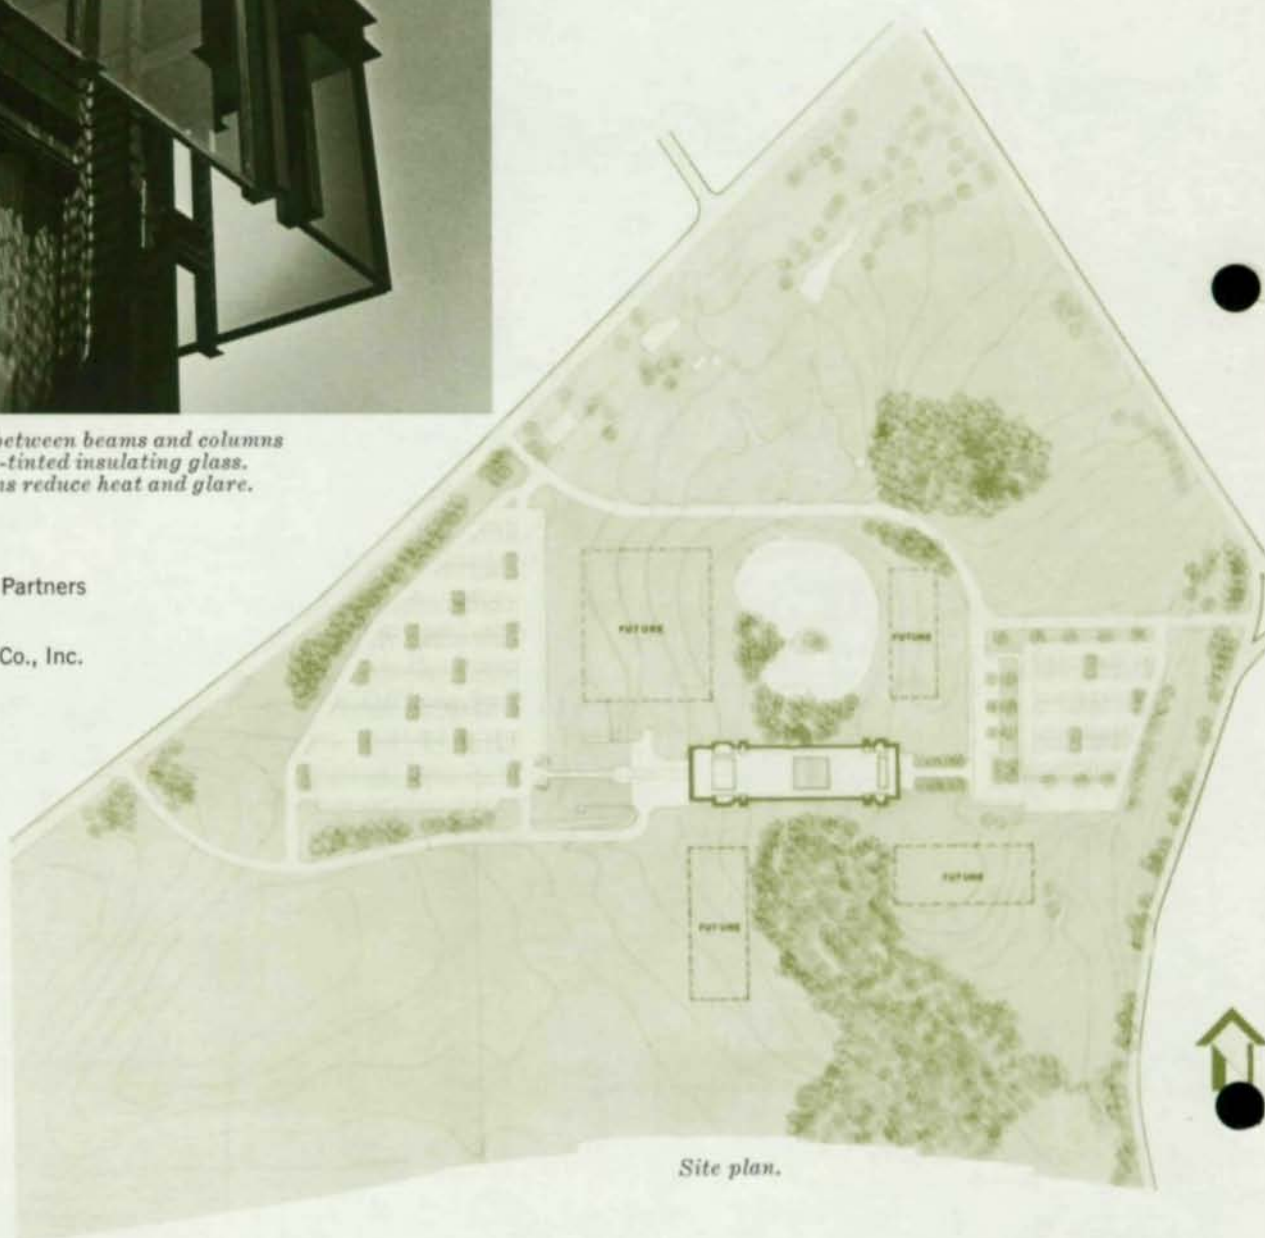 between beams and columns
-tinted insulating glass.
ns reduce heat and glare.
Partners
Co., Inc.
FUTURE
FUTURE
FUTURE
FUTURE
Site plan.
N